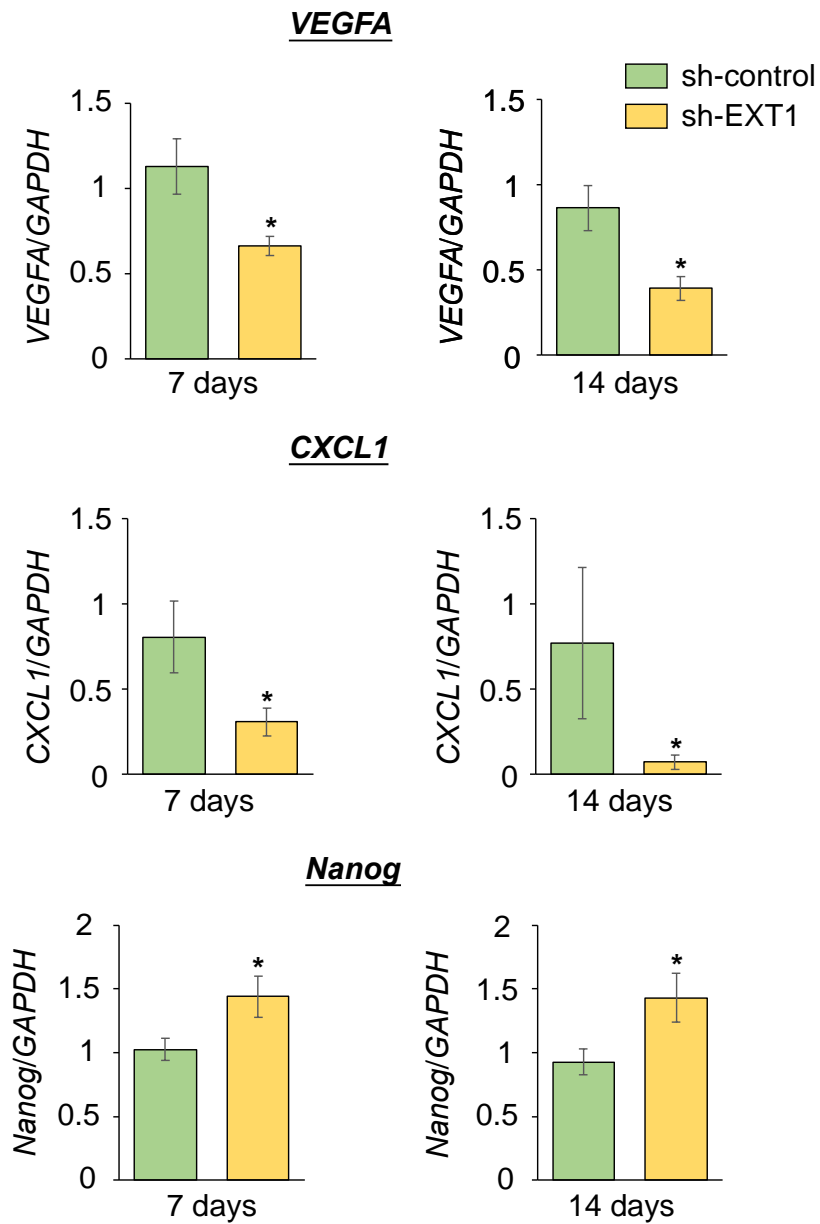 VEGFA
sh-control
sh-EXT1
VEGFA/GAPDH
1.5
1
0.5
0
*
7 days
VEGFA/GAPDH
1.5
1
0.5
0
*
14 days
CXCL1
CXCL1/GAPDH
1.5
1
0.5
0
*
7 days
CXCL1/GAPDH
1.5
1
0.5
0
*
14 days
Nanog
Nanog/GAPDH
2
1.5
1
0.5
0
*
7 days
Nanog/GAPDH
2
1.5
1
0.5
0
*
14 days